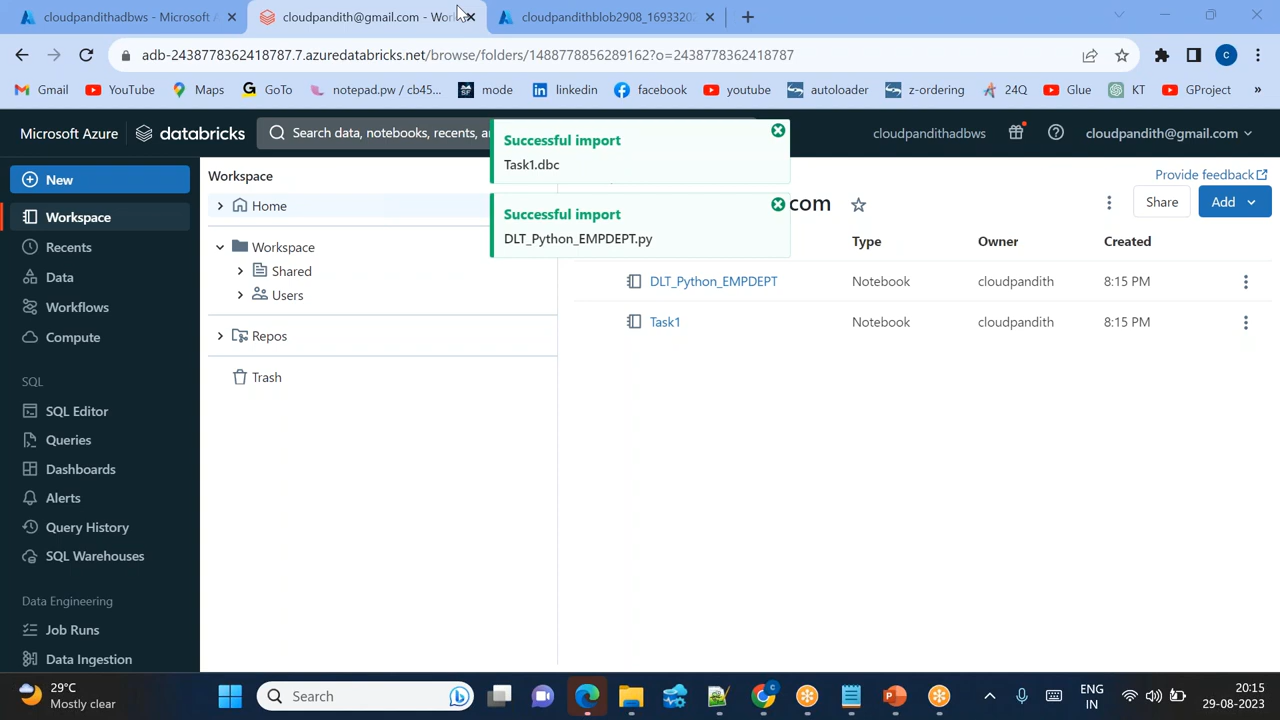 cloudpandithadbws - Microsoft A
cloudpandith@gmail.com - Wor
cloudpandithblob2908_1693320
adb-2438778362418787.7.azuredatabricks.net/browse/folders/1488778856289162?o=2438778362418787
Gmail
YouTube
Maps
GoTo
notepad.pw / cb45...
mode
linkedin
facebook
youtube
autoloader
z-ordering
24Q
Glue
KT
GProject
»
Microsoft Azure
databricks
Search data, notebooks, recents, an
cloudpandithadbws
cloudpandith@gmail.com
Successful import
Task1.dbc
Successful import
DLT_Python_EMPDEPT.py
New
Workspace
Recents
Data
Workflows
Compute
SQL
SQL Editor
Queries
Dashboards
Alerts
Query History
SQL Warehouses
Data Engineering
Job Runs
Data Ingestion
Workspace
Home
Workspace
Shared
Users
Repos
Trash
Provide feedback
com
Share
Add
Type
Owner
Created
DLT_Python_EMPDEPT
Notebook
cloudpandith
8:15 PM
Task1
Notebook
cloudpandith
8:15 PM
29°C
Mostly clear
Search
ENG
IN
20:15
29-08-2023